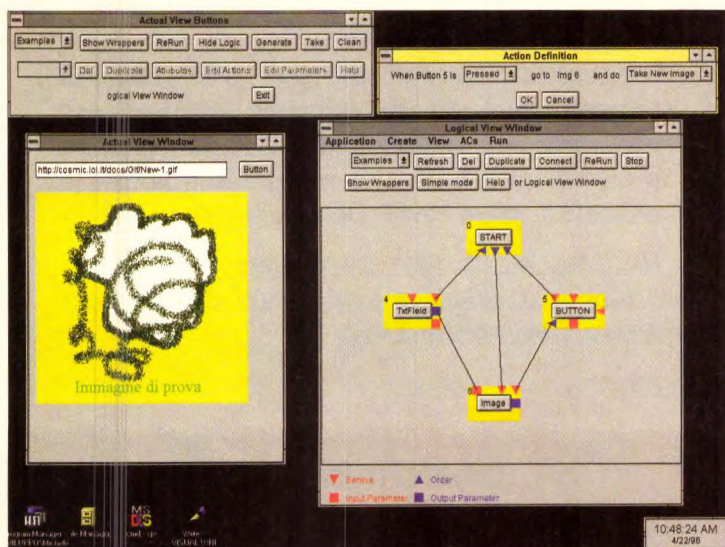 Actual View Buttons
Examples Show Wrappers ReRun Hide Logic Generate Take Clean
Del Duplicate Attributes Edit Actions Edit Parameters Help
ogical View Window Exit
Action Definition
When Button 5 is Pressed go to Img 6 and do Take New Image
OK Cancel
Actual View Window
http://cosmic.lol.it/docs/Gif/New-1.gif Button
Immagine di prova
Logical View Window
Application Create View ACs Run
Examples Refresh Del Duplicate Connect ReRun Stop
Show Wrappers Simple mode Help or Logical View Window
0
START
4
TxtField
5
BUTTON
6
Image
Service Order
Input Parameter Output Parameter
MS
DS
Write
10:48:24 AM
4/22/96